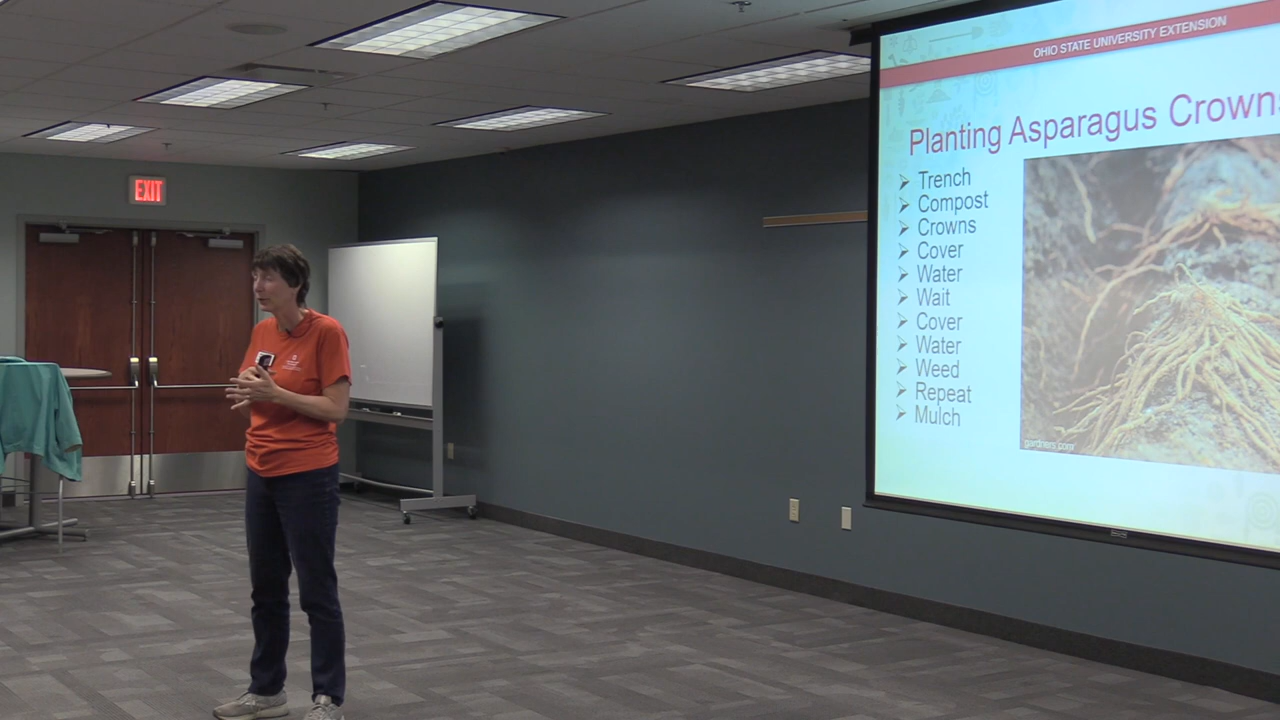 OHIO STATE UNIVERSITY EXTENSION
Planting Asparagus Crowns
Trench
Compost
Crowns
Cover
Water
Wait
Cover
Water
Weed
Repeat
Mulch
gardners.com
EXIT